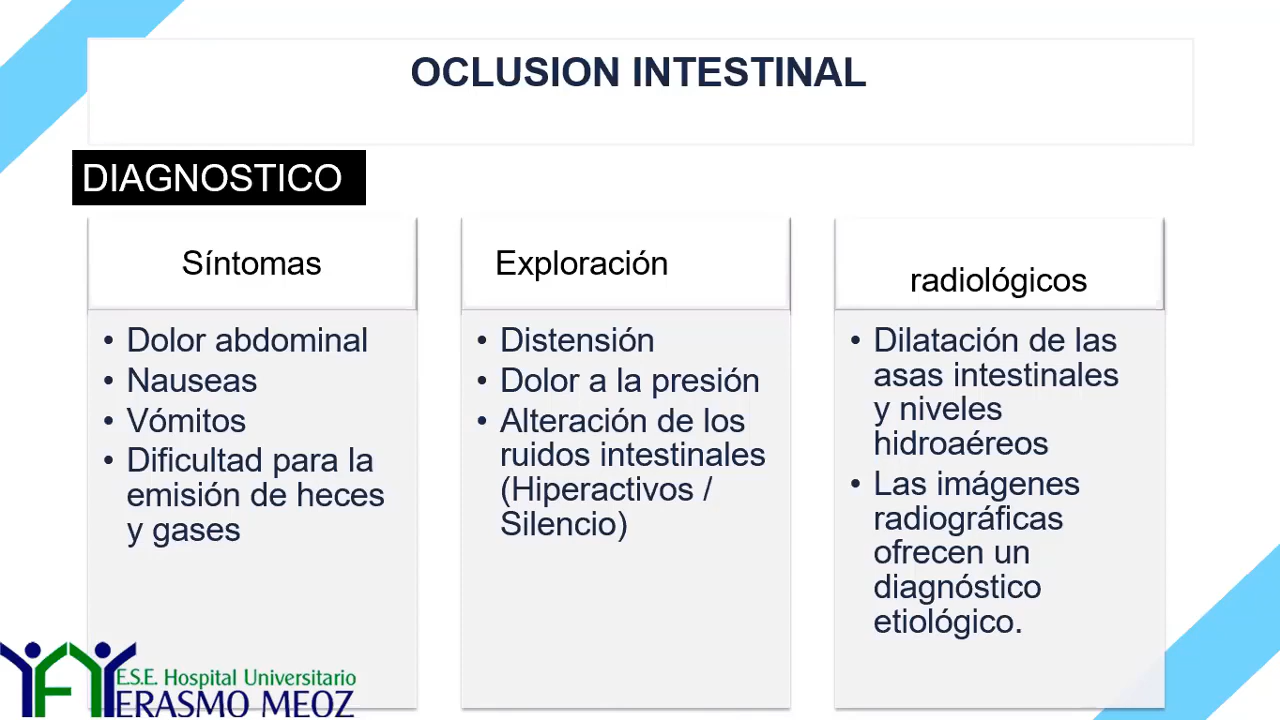 OCLUSION INTESTINAL
DIAGNOSTICO
Síntomas
• Dolor abdominal
• Nauseas
• Vómitos
• Dificultad para la
emisión de heces
y gases
Exploración
• Distensión
• Dolor a la presión
• Alteración de los
ruidos intestinales
(Hiperactivos /
Silencio)
radiológicos
• Dilatación de las
asas intestinales
y niveles
hidroaéreos
• Las imágenes
radiográficas
ofrecen un
diagnóstico
etiológico.
E.S.E. Hospital Universitario
ERASMO MEOZ